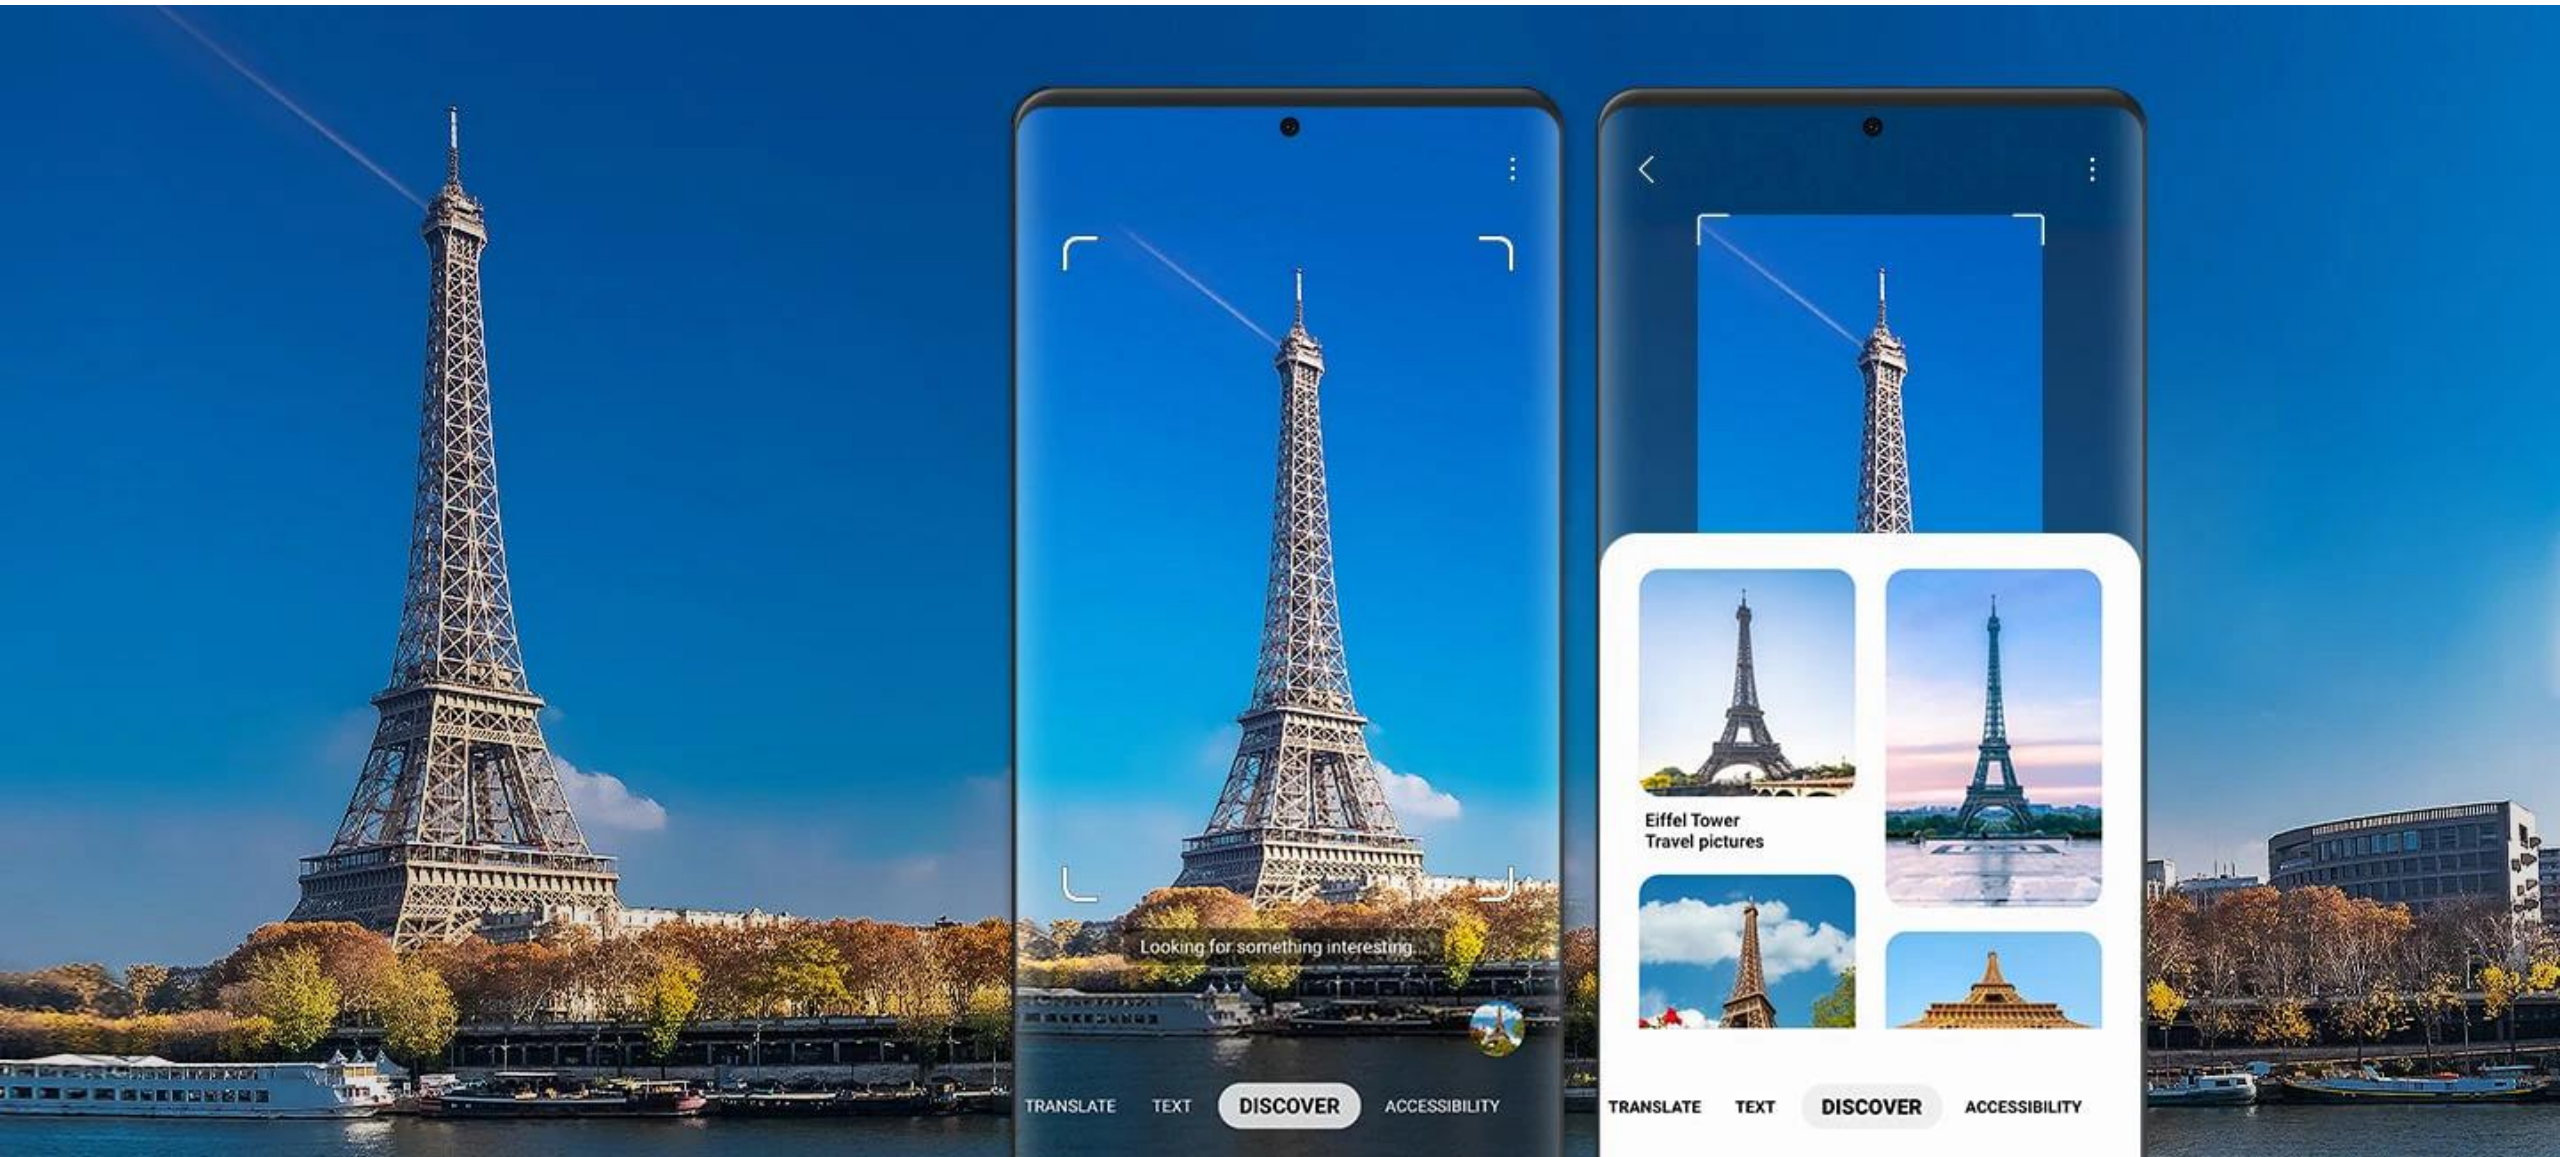 Looking for something interesting...
TRANSLATE TEXT DISCOVER ACCESSIBILITY
Eiffel Tower
Travel pictures
TRANSLATE TEXT DISCOVER ACCESSIBILITY